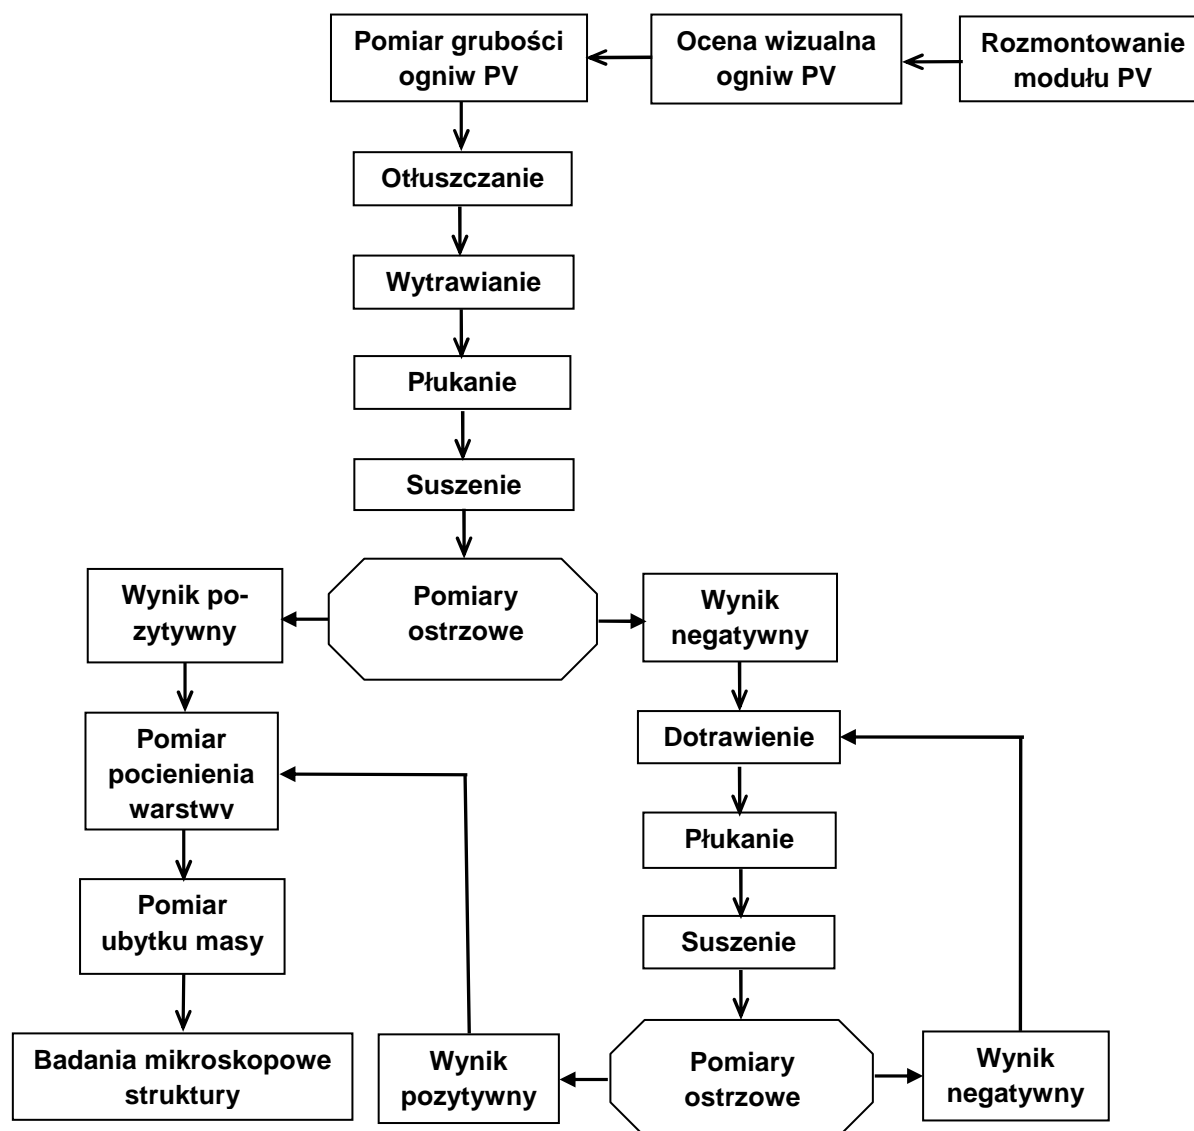 Pomiar grubości
ogniw PV
Ocena wizualna
ogniw PV
Rozmontowanie
modułu PV
Otłuszczanie
Wytrawianie
Płukanie
Suszenie
Pomiary
ostrzowe
Wynik po-
zytywny
Wynik
negatywny
Pomiar
pocienienia
warstwy
Dotrawienie
Płukanie
Pomiar
ubytku masy
Suszenie
Badania mikroskopowe
struktury
Wynik
pozytywny
Pomiary
ostrzowe
Wynik
negatywny